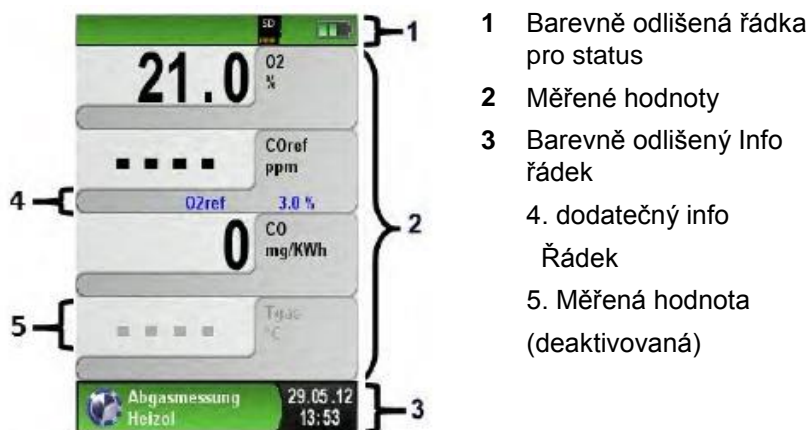 SD
1
21.0 O2
%
COref
ppm
4
O2ref 3.0 %
2
0 CO
mg/KWh
5
Tgas
°C
Abgasmessung 29.05.12
Heizol 13:53
3
1 Barevně odlišená řádka
pro status
2 Měřené hodnoty
3 Barevně odlišený Info
řádek
4. dodatečný info
Řádek
5. Měřená hodnota
(deaktivovaná)